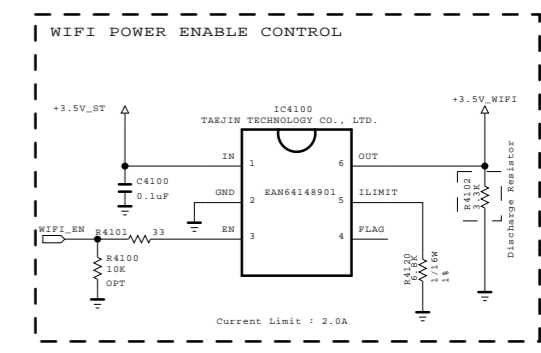 WIFI POWER ENABLE CONTROL
+3.5V_ST
IC4100
TAEJIN TECHNOLOGY CO., LTD.
+3.5V_WIFI
IN
1
6
OUT
C4100
0.1uF
GND
2
EAN64148901
5
ILIMIT
R4102
3.3K
Discharge Resistor
WIFI_EN
R4101
33
EN
3
4
FLAG
R4100
10K
OPT
R4120
6.8K
1/16W
1%
Current Limit : 2.0A